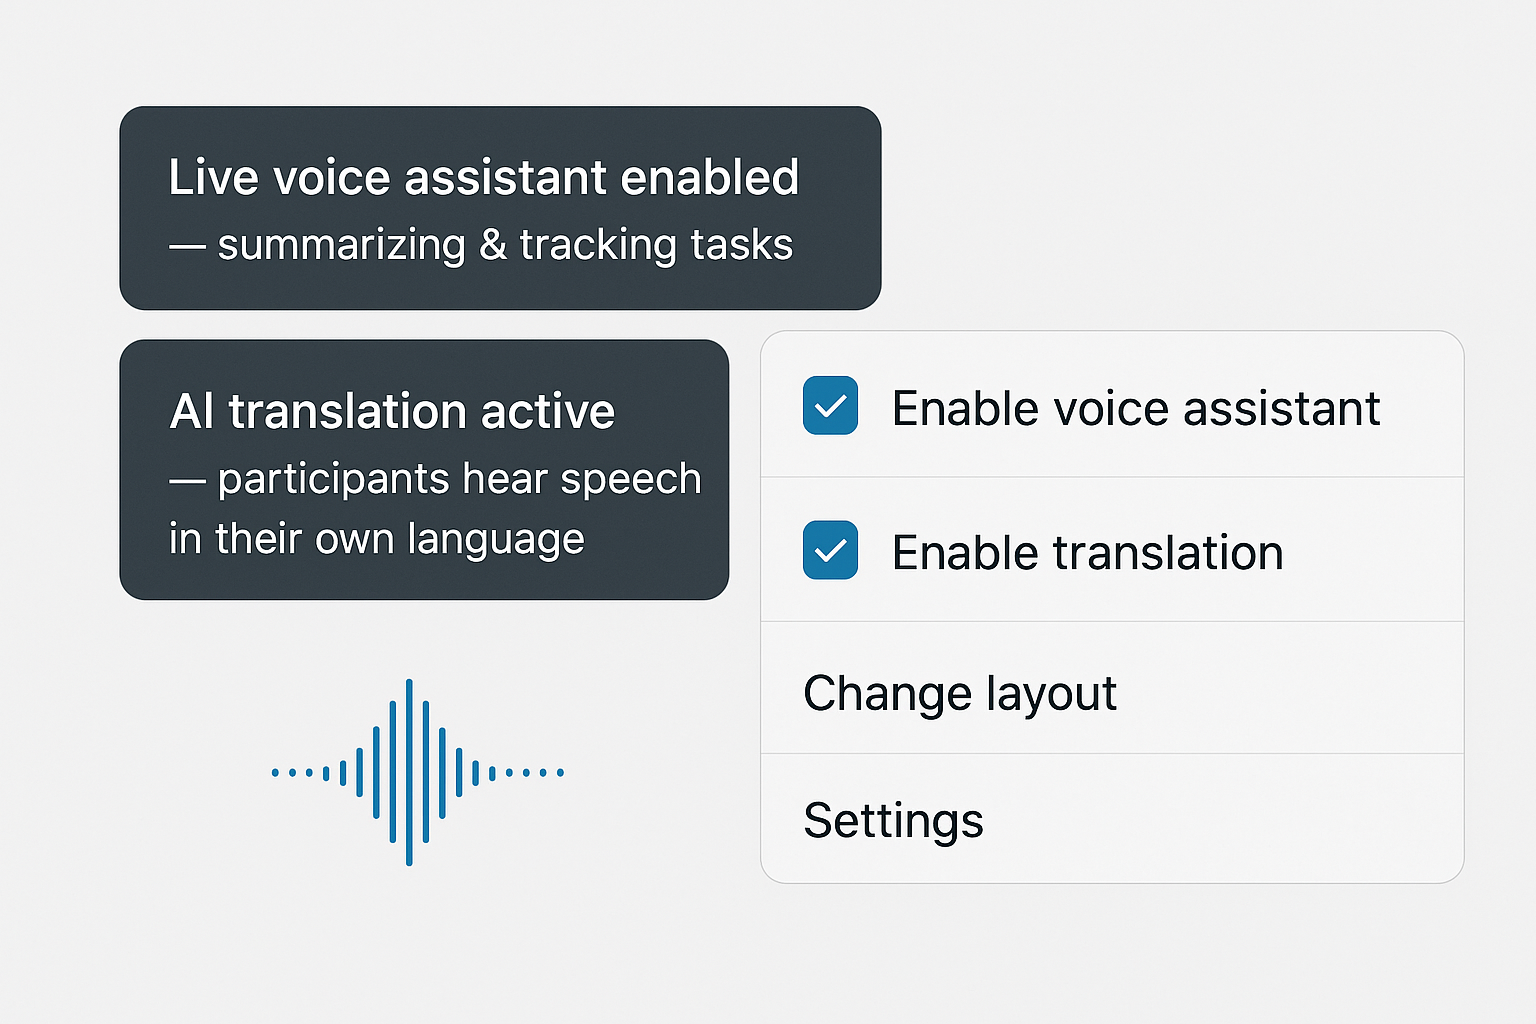 Live voice assistant enabled
— summarizing & tracking tasks
AI translation active
— participants hear speech
in their own language
Enable voice assistant
Enable translation
Change layout
Settings